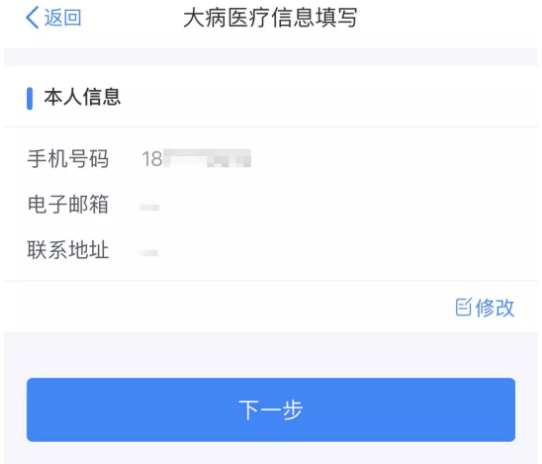 返回 大病医疗信息填写
本人信息
手机号码 18
电子邮箱
联系地址
修改
下一步